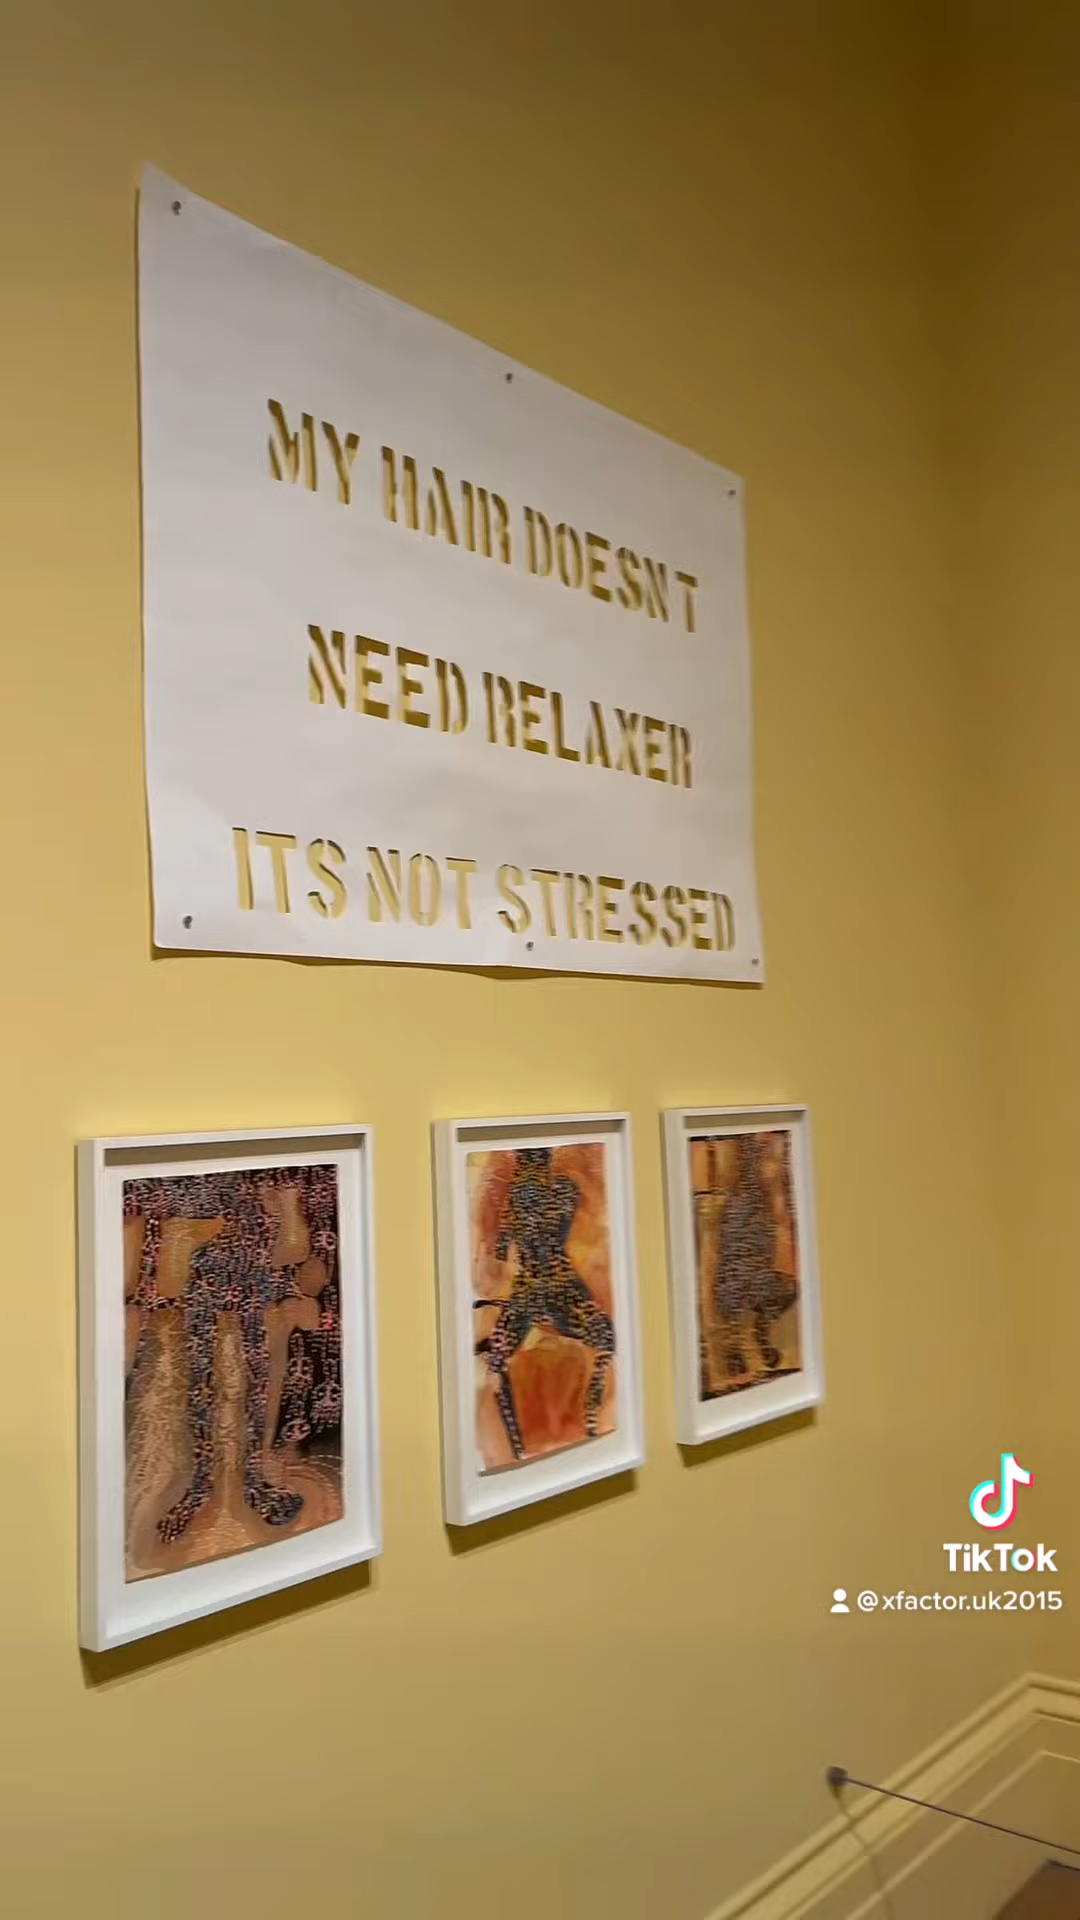 MY HAIR DOESN T
NEED RELAXER
ITS NOT STRESSED
TikTok
@xfactor.uk2015